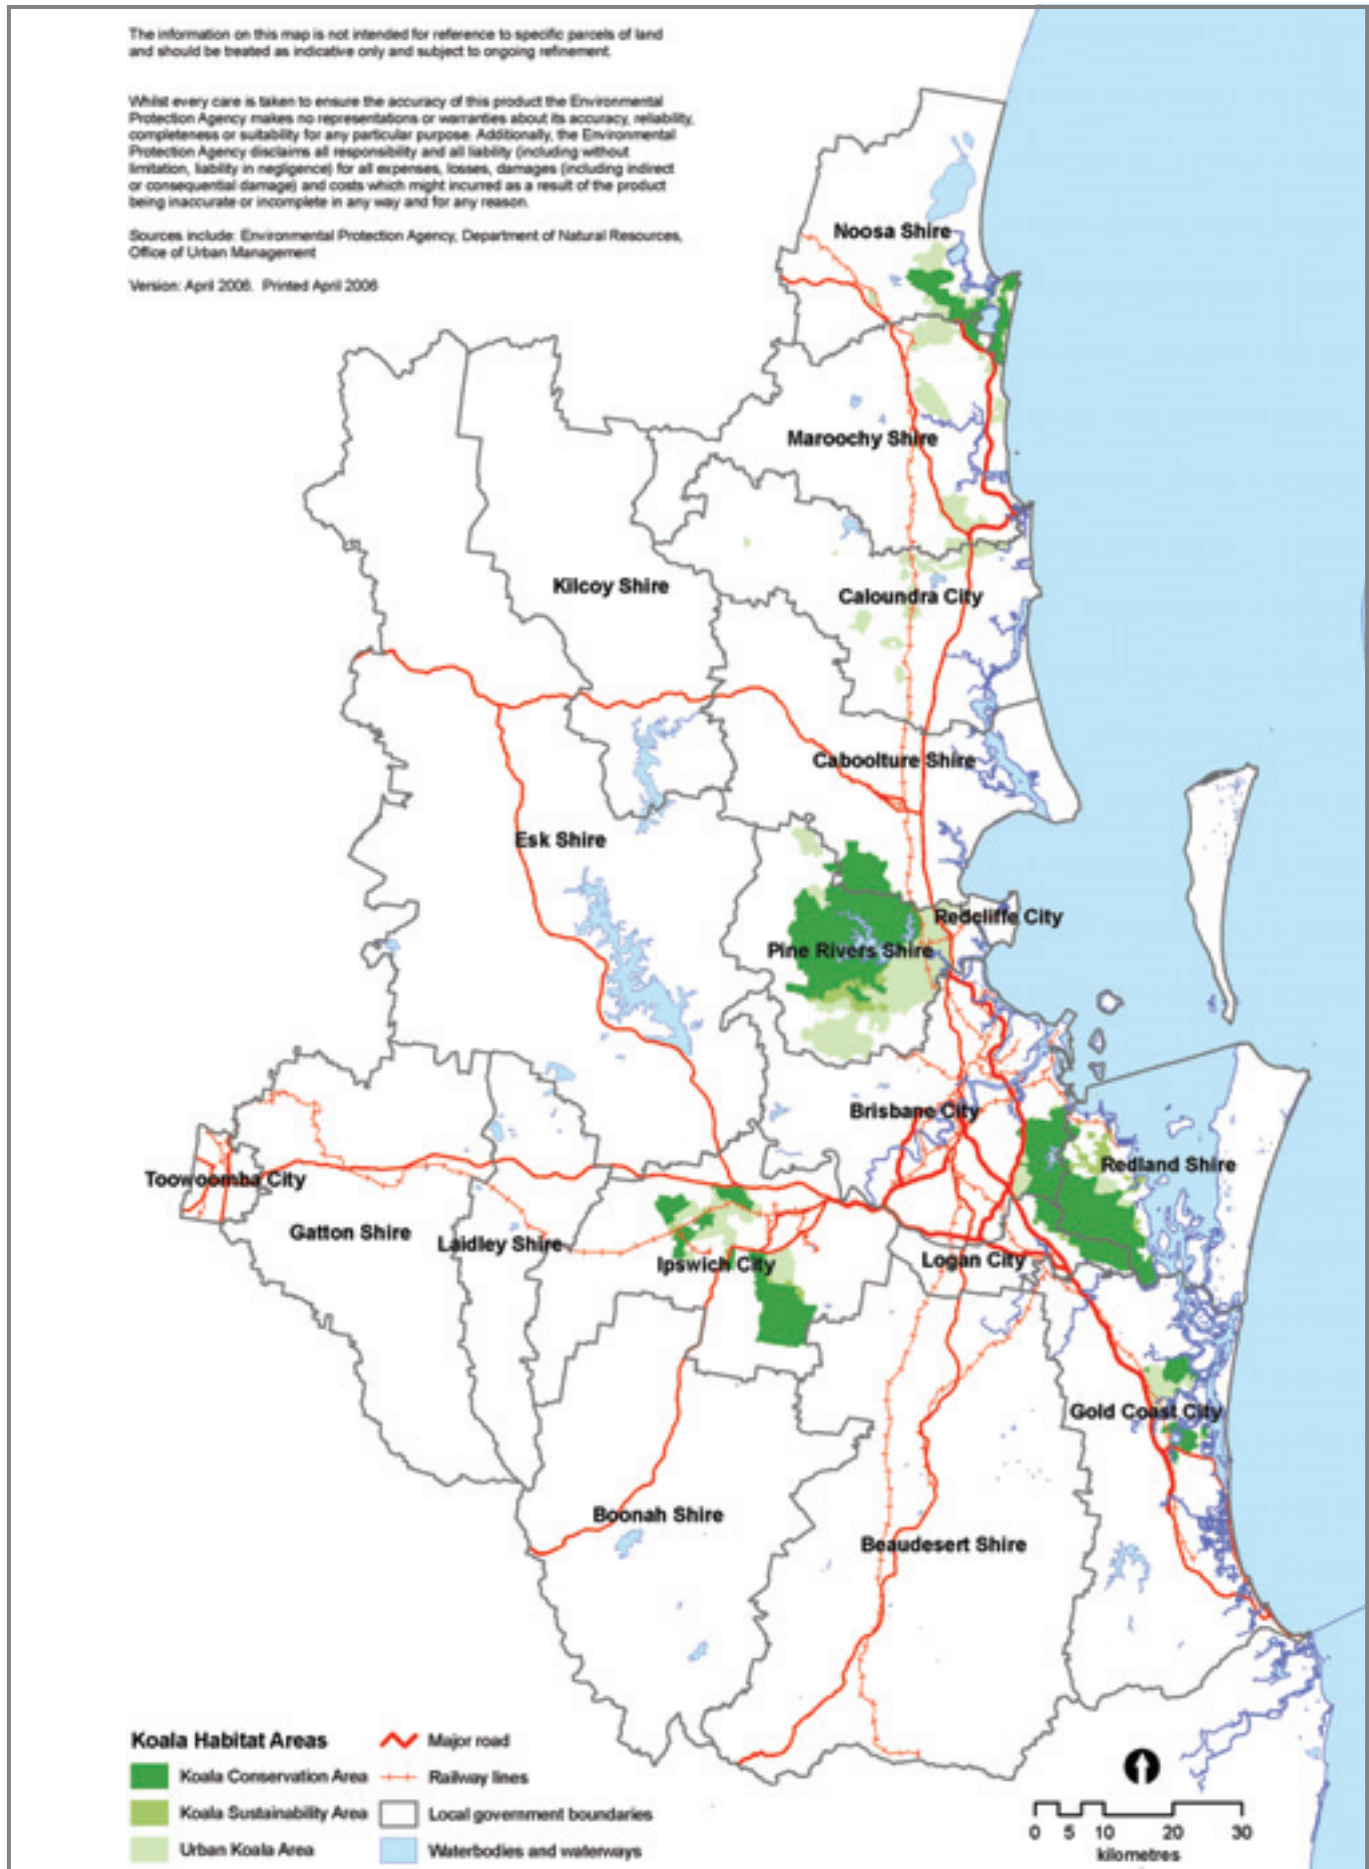 The information on this map is not intended for reference to specific parcels of land
and should be treated as indicative only and subject to ongoing refinement.
Whilst every care is taken to ensure the accuracy of this product the Environmental
Protection Agency makes no representations or warranties about its accuracy, reliability,
completeness or suitability for any particular purpose. Additionally, the Environmental
Protection Agency disclaims all responsibility and all liability (including without
limitation, liability in negligence) for all expenses, losses, damages (including indirect
or consequential damage) and costs which might incurred as a result of the product
being inaccurate or incomplete in any way and for any reason.
Sources include: Environmental Protection Agency, Department of Natural Resources,
Office of Urban Management
Version: April 2006. Printed April 2006
Noosa Shire
Maroochy Shire
Kilcoy Shire
Caloundra City
Caboolture Shire
Esk Shire
Redcliffe City
Pine Rivers Shire
Brisbane City
Redland Shire
Toowoomba City
Gatton Shire
Laidley Shire
Ipswich City
Logan City
Gold Coast City
Boonah Shire
Beaudesert Shire
Koala Habitat Areas
Koala Conservation Area
Koala Sustainability Area
Urban Koala Area
Major road
Railway lines
Local government boundaries
Waterbodies and waterways
0 5 10 20 30
kilometres